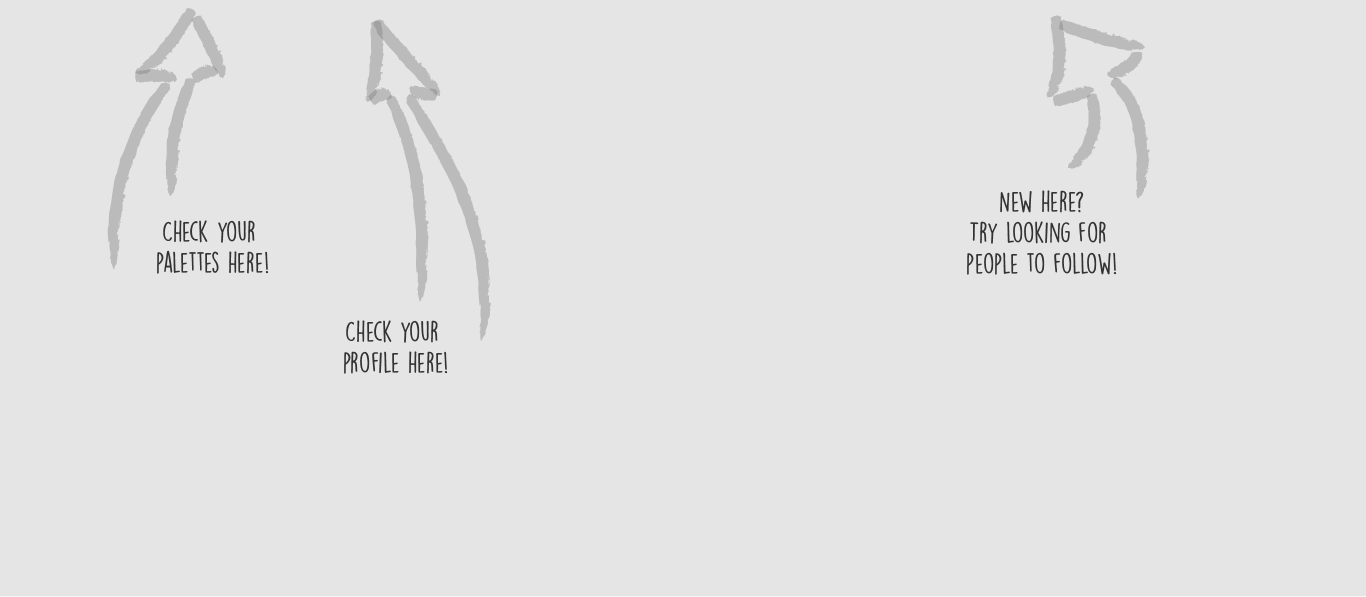 CHECK YOUR
PALETTES HERE!
CHECK YOUR
PROFILE HERE!
NEW HERE?
TRY LOOKING FOR
PEOPLE TO FOLLOW!